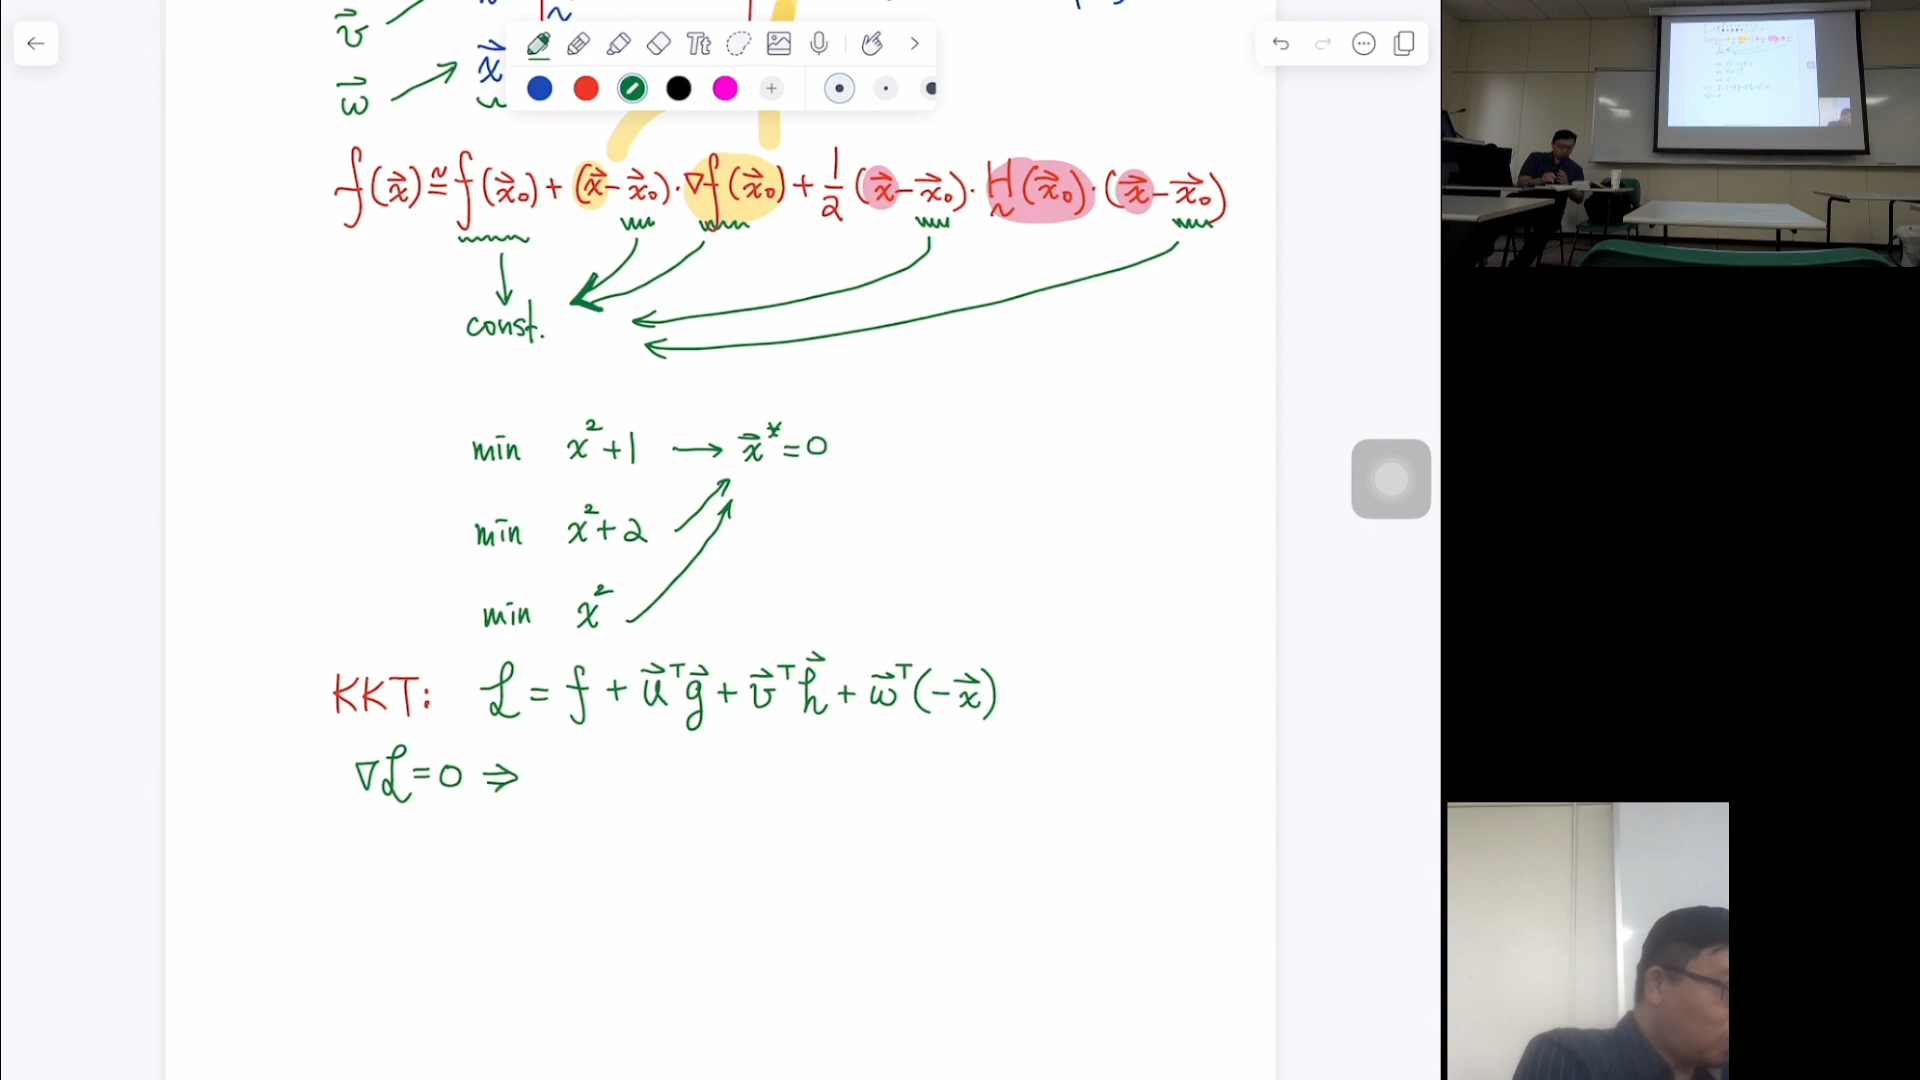 v⃗
w⃗ x⃗
Tt
f(x⃗) ≅ f(x⃗₀) + (x⃗ - x⃗₀) · ∇f(x⃗₀) + 1/2 (x⃗ - x⃗₀) · H(x⃗₀) · (x⃗ - x⃗₀)
const.
min x² + 1 → x⃗* = 0
min x² + 2
min x²
KKT: ℒ = f + u⃗ᵀg⃗ + v⃗ᵀh⃗ + w⃗ᵀ(-x⃗)
∇ℒ = 0 ⇒